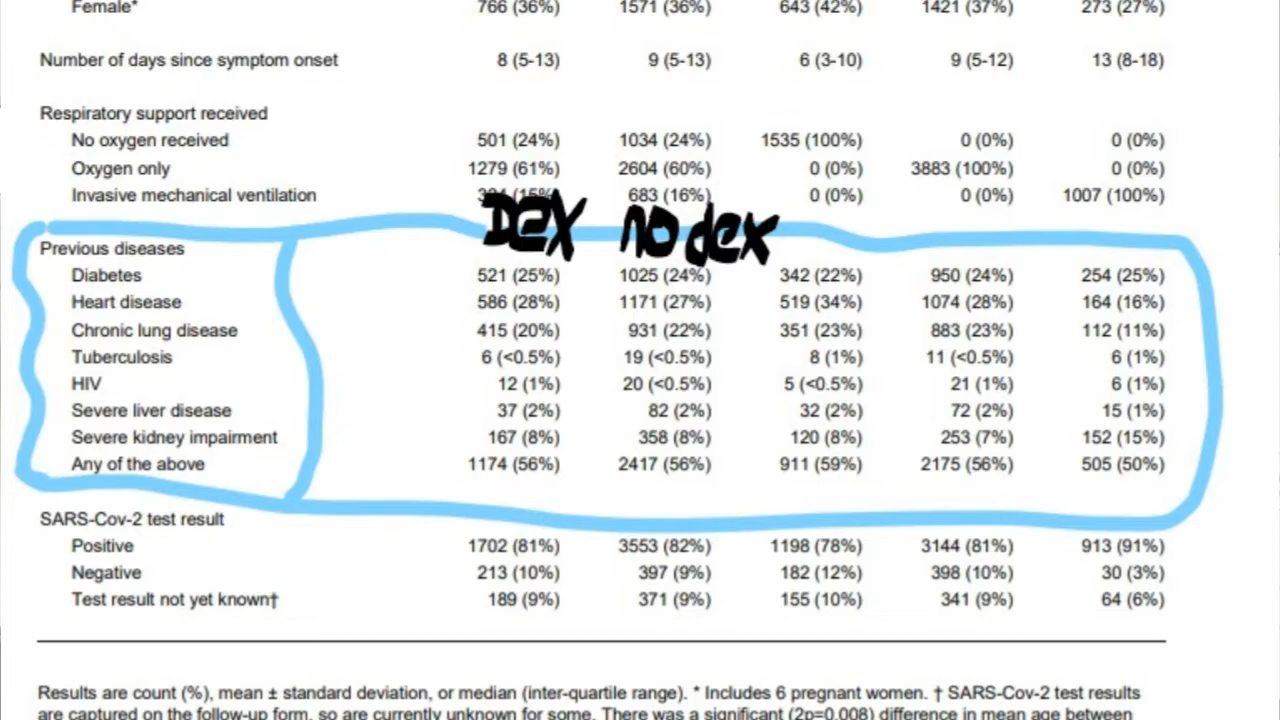 Female* 766 (36%) 1571 (36%) 643 (42%) 1421 (37%) 273 (27%)
Number of days since symptom onset 8 (5-13) 9 (5-13) 6 (3-10) 9 (5-12) 13 (8-18)
Respiratory support received
No oxygen received 501 (24%) 1034 (24%) 1535 (100%) 0 (0%) 0 (0%)
Oxygen only 1279 (61%) 2604 (60%) 0 (0%) 3883 (100%) 0 (0%)
Invasive mechanical ventilation 683 (16%) 0 (0%) 0 (0%) 1007 (100%)
DEX no dex
Previous diseases
Diabetes 521 (25%) 1025 (24%) 342 (22%) 950 (24%) 254 (25%)
Heart disease 586 (28%) 1171 (27%) 519 (34%) 1074 (28%) 164 (16%)
Chronic lung disease 415 (20%) 931 (22%) 351 (23%) 883 (23%) 112 (11%)
Tuberculosis 6 (<0.5%) 19 (<0.5%) 8 (1%) 11 (<0.5%) 6 (1%)
HIV 12 (1%) 20 (<0.5%) 5 (<0.5%) 21 (1%) 6 (1%)
Severe liver disease 37 (2%) 82 (2%) 32 (2%) 72 (2%) 15 (1%)
Severe kidney impairment 167 (8%) 358 (8%) 120 (8%) 253 (7%) 152 (15%)
Any of the above 1174 (56%) 2417 (56%) 911 (59%) 2175 (56%) 505 (50%)
SARS-Cov-2 test result
Positive 1702 (81%) 3553 (82%) 1198 (78%) 3144 (81%) 913 (91%)
Negative 213 (10%) 397 (9%) 182 (12%) 398 (10%) 30 (3%)
Test result not yet known† 189 (9%) 371 (9%) 155 (10%) 341 (9%) 64 (6%)
Results are count (%), mean ± standard deviation, or median (inter-quartile range). * Includes 6 pregnant women. † SARS-Cov-2 test results
are captured on the follow-up form, so are currently unknown for some. There was a significant (2p=0.008) difference in mean age between